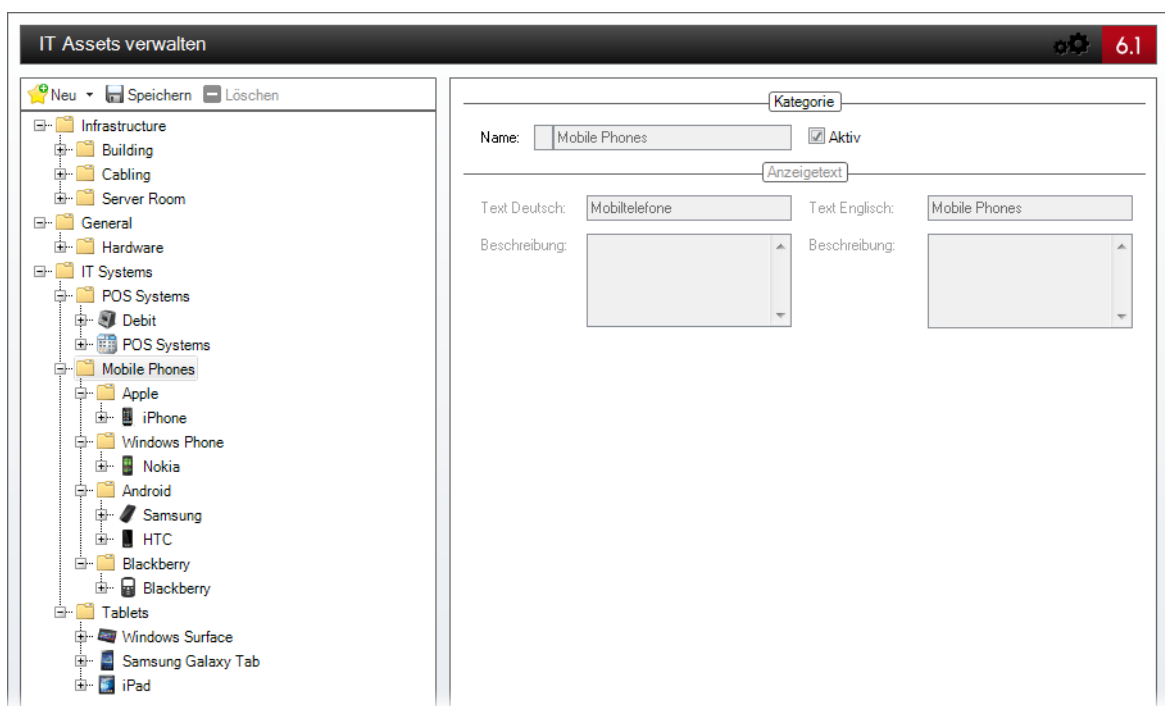 IT Assets verwalten
6.1
Neu Speichern Löschen
Infrastructure
Building
Cabling
Server Room
General
Hardware
IT Systems
POS Systems
Debit
POS Systems
Mobile Phones
Apple
iPhone
Windows Phone
Nokia
Android
Samsung
HTC
Blackberry
Blackberry
Tablets
Windows Surface
Samsung Galaxy Tab
iPad
Kategorie
Name: Mobile Phones Aktiv
Anzeigetext
Text Deutsch: Mobiltelefone Text Englisch: Mobile Phones
Beschreibung: Beschreibung: